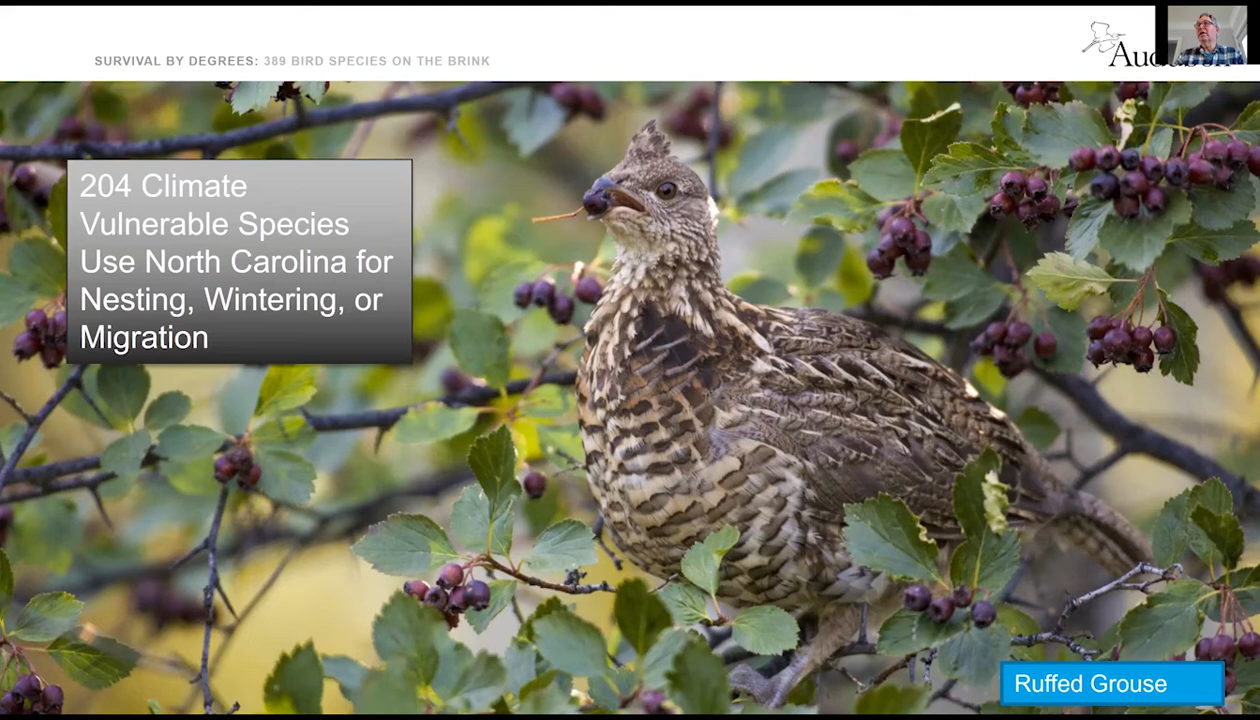 SURVIVAL BY DEGREES: 389 BIRD SPECIES ON THE BRINK
204 Climate
Vulnerable Species
Use North Carolina for
Nesting, Wintering, or
Migration
Ruffed Grouse